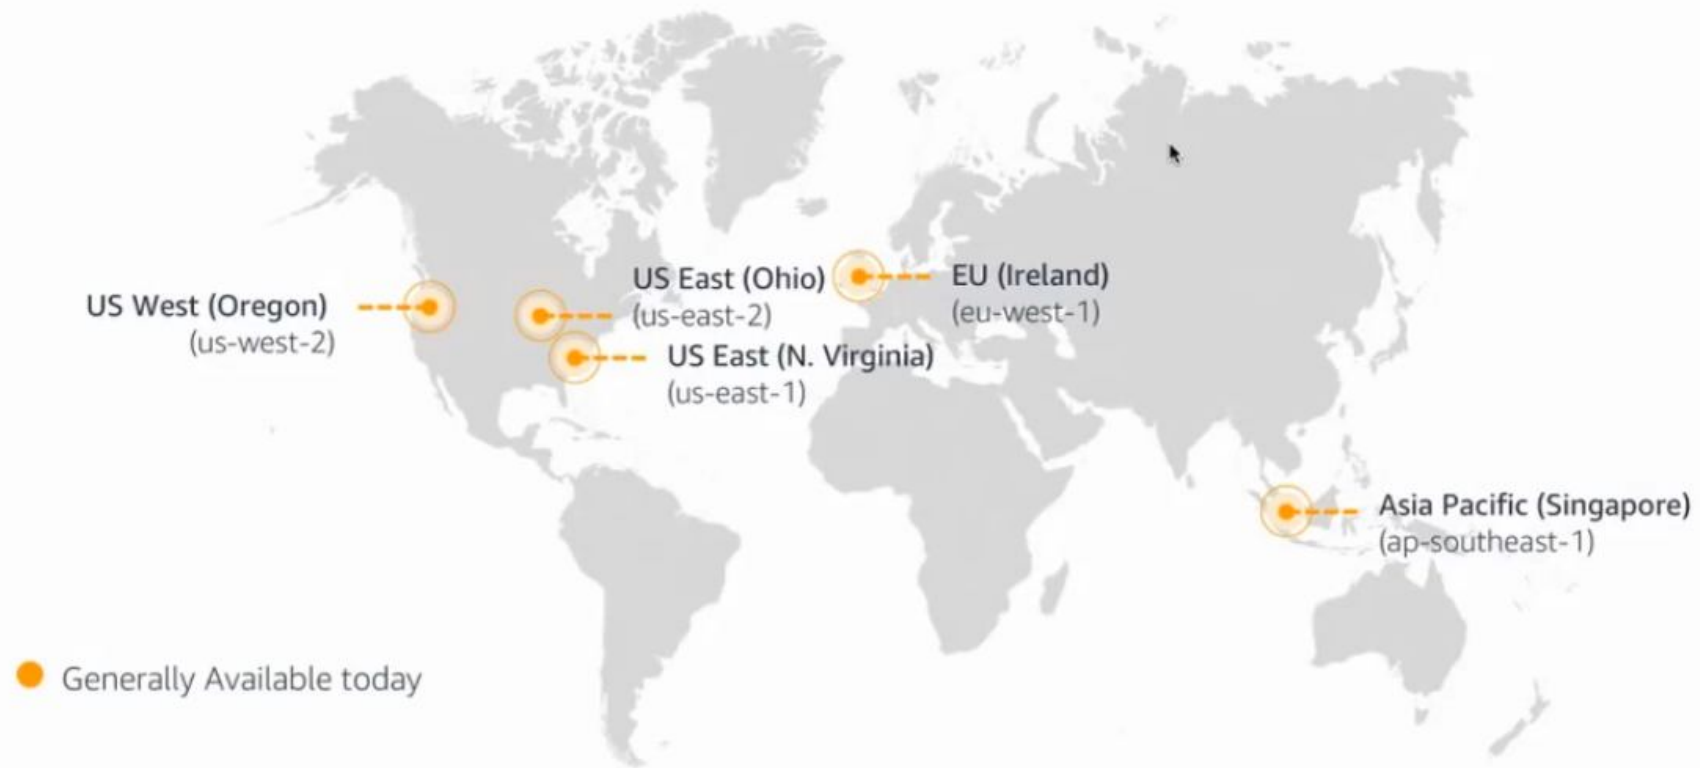 US East (Ohio)
(us-east-2)
EU (Ireland)
(eu-west-1)
US West (Oregon)
(us-west-2)
US East (N. Virginia)
(us-east-1)
Asia Pacific (Singapore)
(ap-southeast-1)
Generally Available today